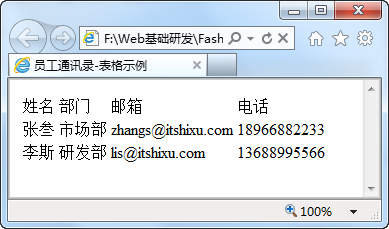 F:\Web基础研发\Fash
员工通讯录-表格示例
姓名 部门 邮箱 电话
张叁 市场部 zhangs@itshixu.com 18966882233
李斯 研发部 lis@itshixu.com 13688995566
100%